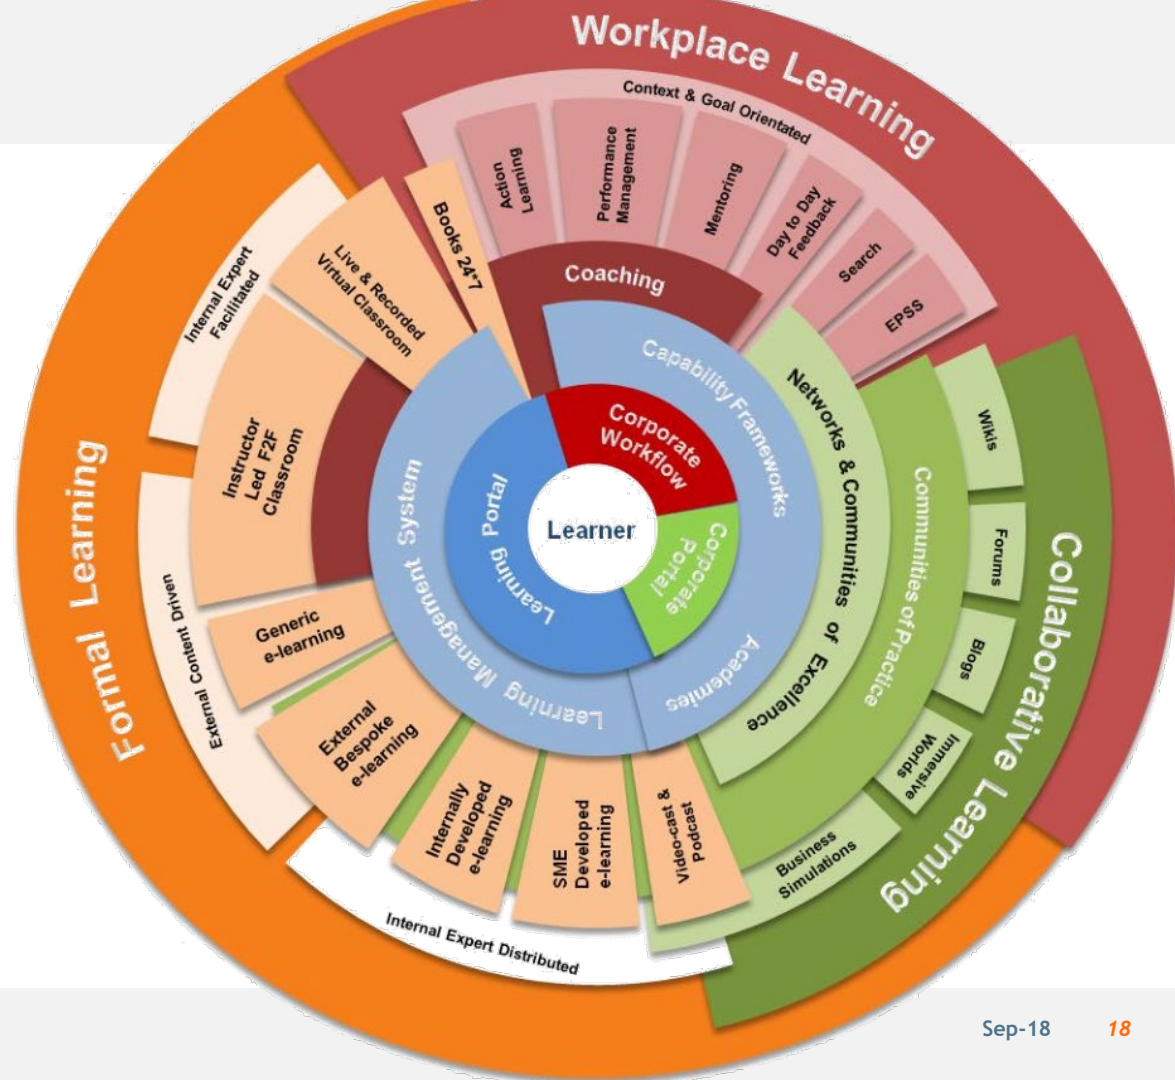 Workplace Learning
Context & Goal Orientated
Action
Learning
Performance
Management
Mentoring
Day to Day
Feedback
Search
EPSS
Coaching
Books 24*7
Live & Recorded
Virtual Classroom
Internal Expert
Facilitated
Instructor
Led F2F
Classroom
Formal Learning
External Content Driven
Generic
e-learning
External
Bespoke
e-learning
Internally
Developed
e-learning
SME
Developed
e-learning
Video-cast &
Podcast
Internal Expert Distributed
Learning Management System
Learning Portal
Learner
Corporate
Workflow
Corporate
Portal
Capability Frameworks
Academies
Networks & Communities of Excellence
Communities of Practice
Wikis
Forums
Blogs
Immersive
Worlds
Business
Simulations
Collaborative Learning
Sep-18
18